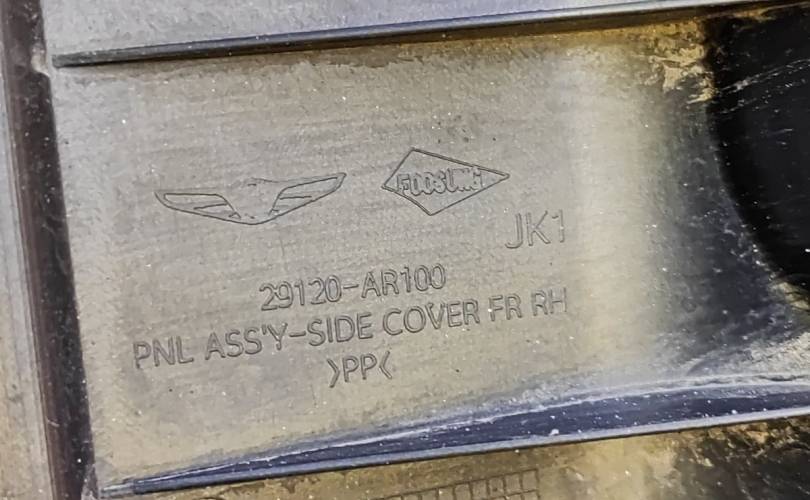 FOOSUNG
JK1
29120-AR100
PNL ASS'Y-SIDE COVER FR RH
>PP<